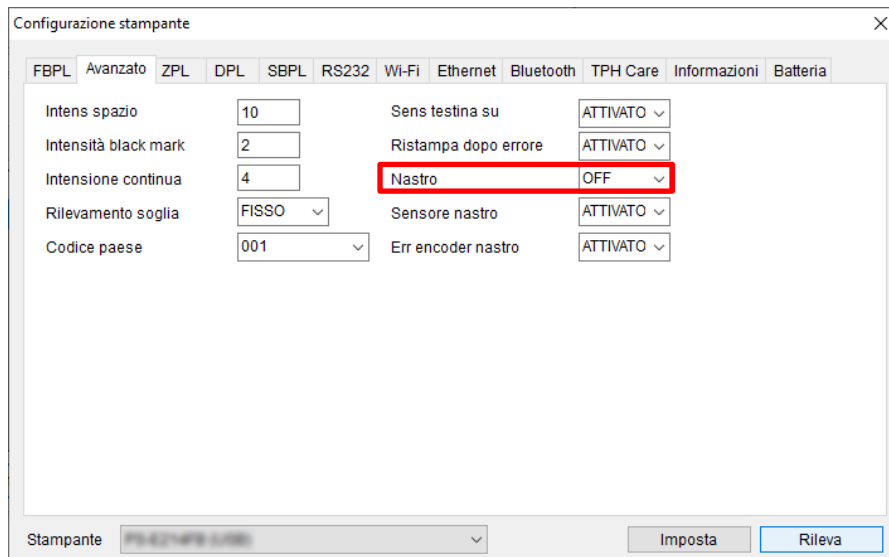 Configurazione stampante
FBPL Avanzato ZPL DPL SBPL RS232 Wi-Fi Ethernet Bluetooth TPH Care Informazioni Batteria
Intens spazio 10 Sens testina su ATTIVATO
Intensità black mark 2 Ristampa dopo errore ATTIVATO
Intensione continua 4 Nastro OFF
Rilevamento soglia FISSO Sensore nastro ATTIVATO
Codice paese 001 Err encoder nastro ATTIVATO
Stampante Imposta Rileva